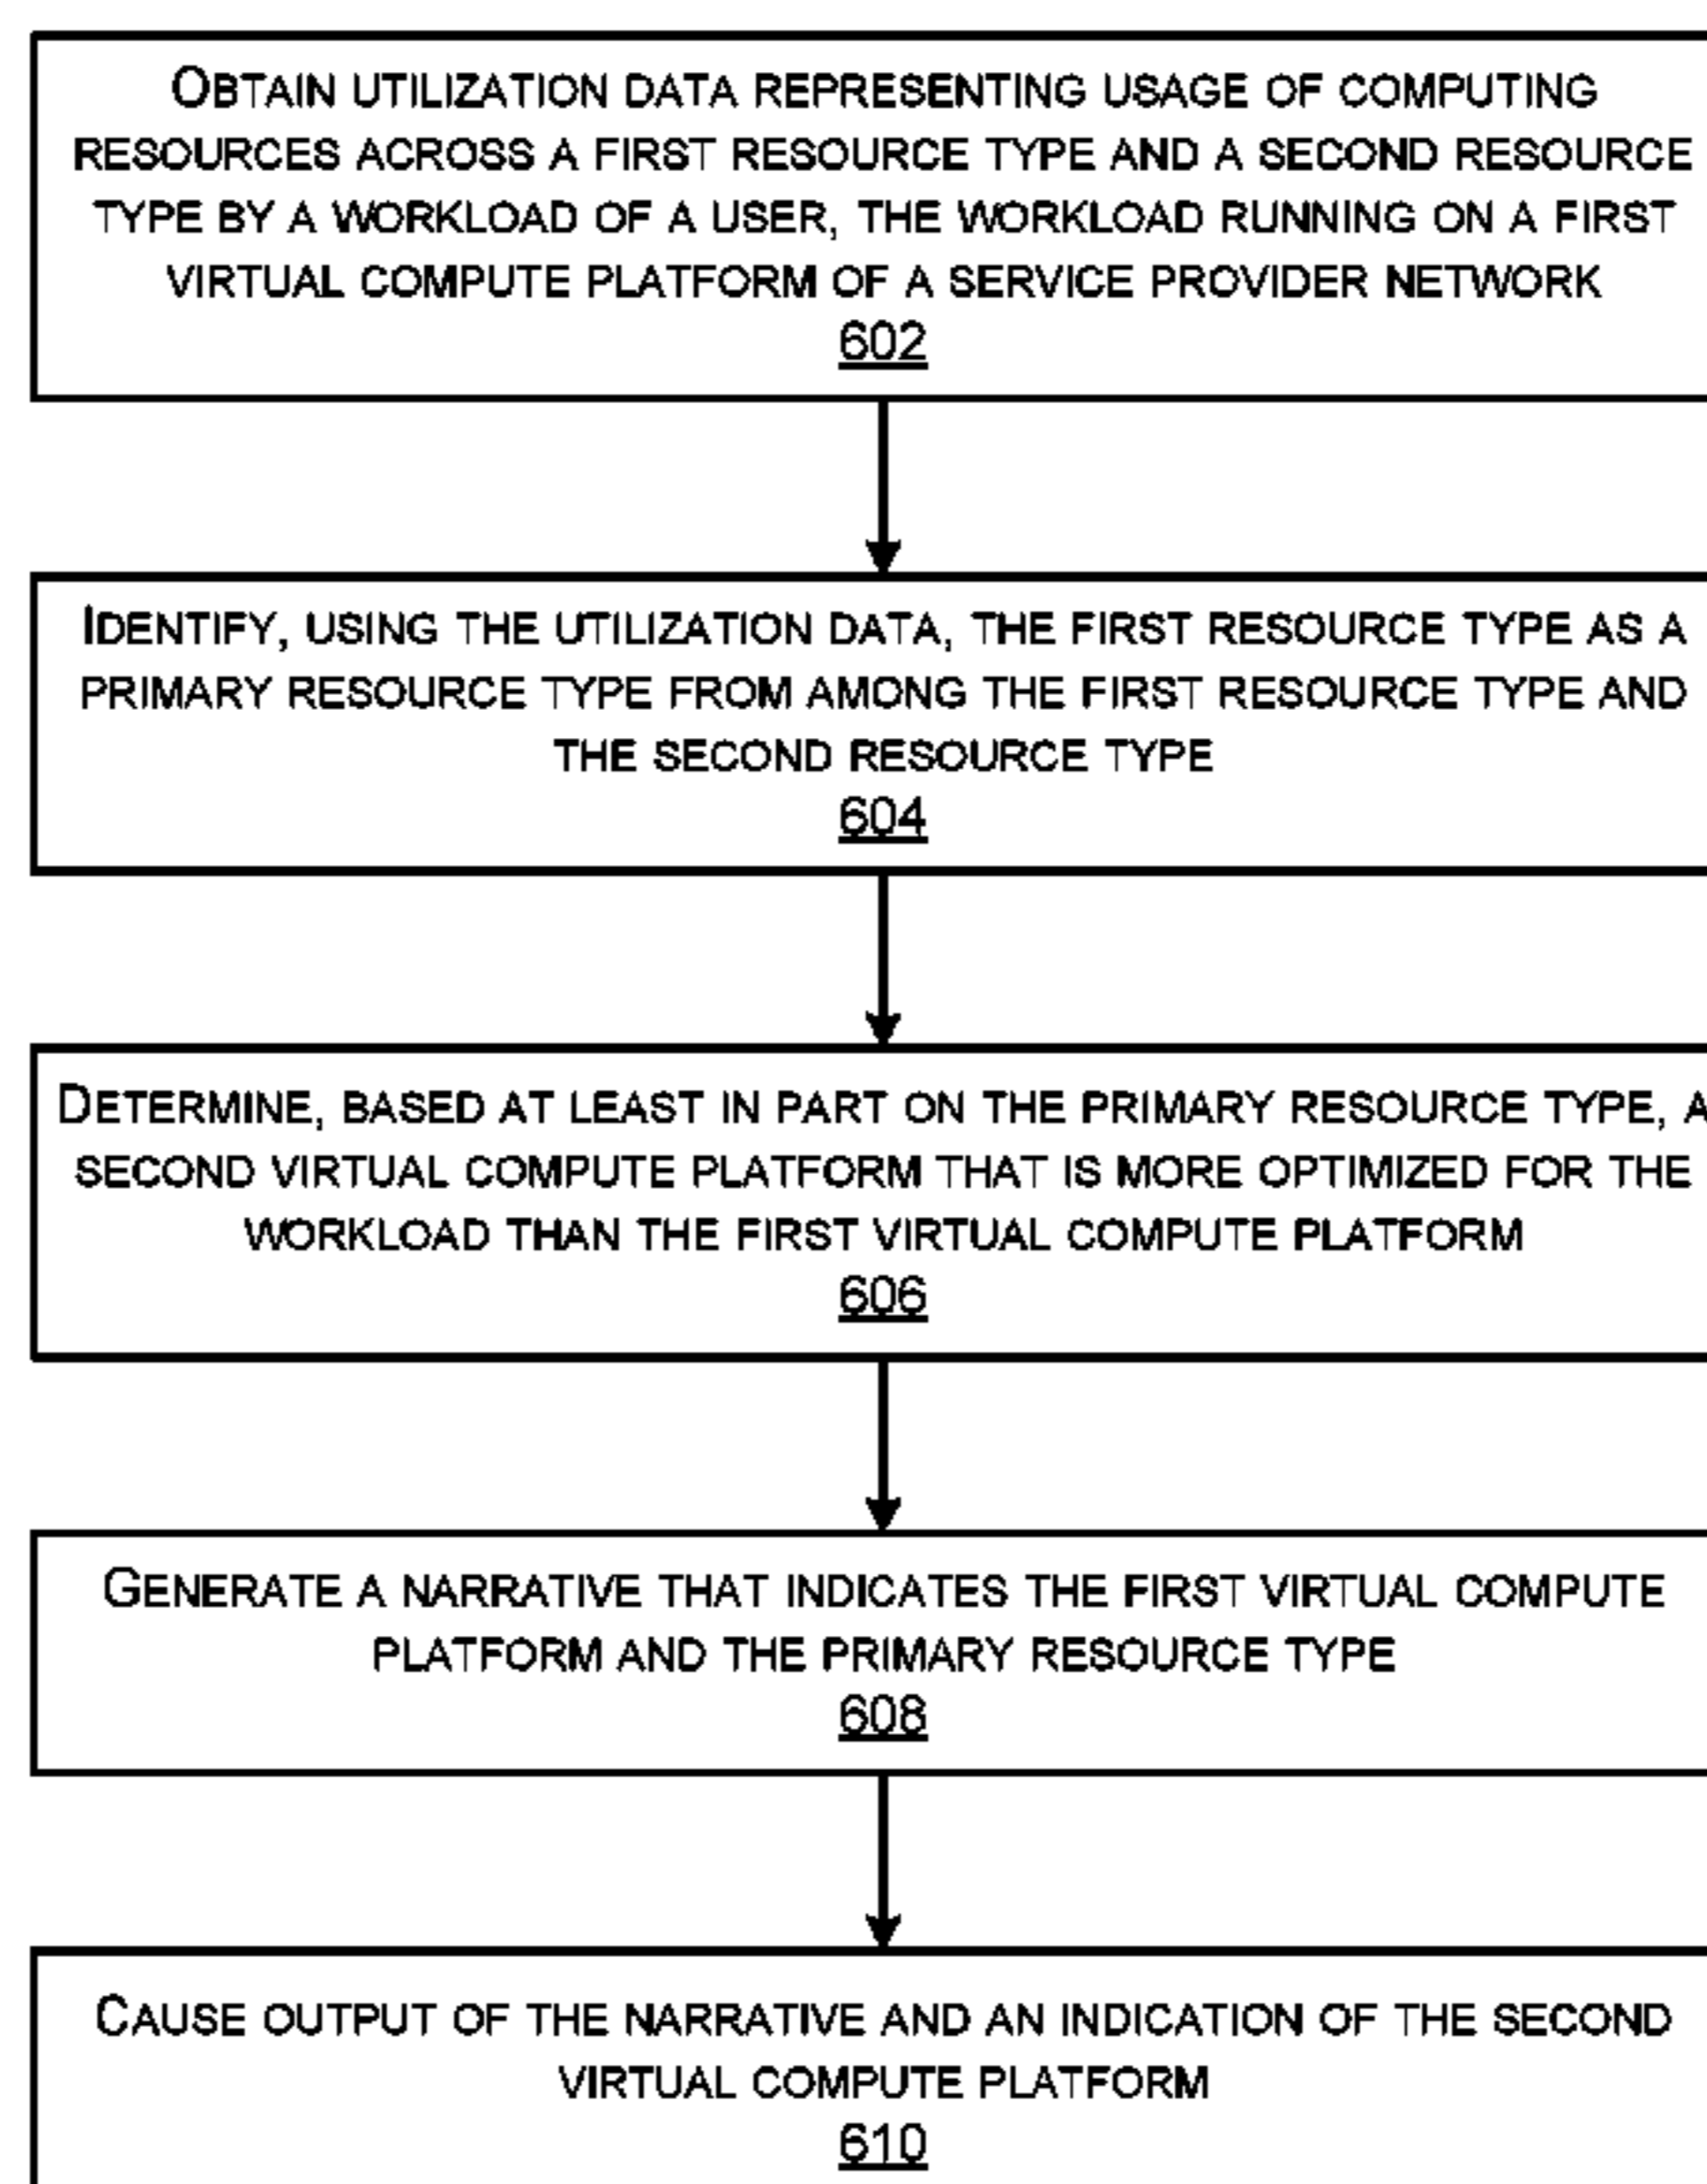 OBTAIN UTILIZATION DATA REPRESENTING USAGE OF COMPUTING
RESOURCES ACROSS A FIRST RESOURCE TYPE AND A SECOND RESOURCE
TYPE BY A WORKLOAD OF A USER, THE WORKLOAD RUNNING ON A FIRST
VIRTUAL COMPUTE PLATFORM OF A SERVICE PROVIDER NETWORK
602
IDENTIFY, USING THE UTILIZATION DATA, THE FIRST RESOURCE TYPE AS A
PRIMARY RESOURCE TYPE FROM AMONG THE FIRST RESOURCE TYPE AND
THE SECOND RESOURCE TYPE
604
DETERMINE, BASED AT LEAST IN PART ON THE PRIMARY RESOURCE TYPE, A
SECOND VIRTUAL COMPUTE PLATFORM THAT IS MORE OPTIMIZED FOR THE
WORKLOAD THAN THE FIRST VIRTUAL COMPUTE PLATFORM
606
GENERATE A NARRATIVE THAT INDICATES THE FIRST VIRTUAL COMPUTE
PLATFORM AND THE PRIMARY RESOURCE TYPE
608
CAUSE OUTPUT OF THE NARRATIVE AND AN INDICATION OF THE SECOND
VIRTUAL COMPUTE PLATFORM
610